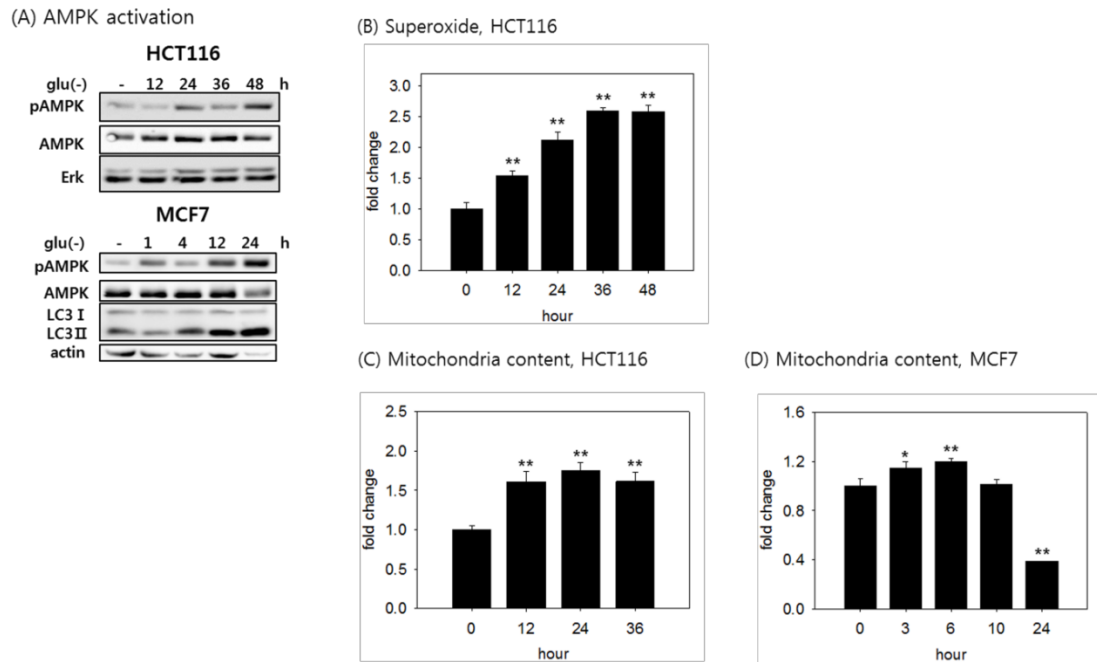 (A) AMPK activation
HCT116
glu(-) - 12 24 36 48 h
pAMPK
AMPK
Erk
MCF7
glu(-) - 1 4 12 24 h
pAMPK
AMPK
LC3 Ⅰ
LC3Ⅱ
actin
(B) Superoxide, HCT116
fold change
3.0
2.5
2.0
1.5
1.0
0.5
0.0
** ** ** **
0 12 24 36 48
hour
(C) Mitochondria content, HCT116
fold change
2.5
2.0
1.5
1.0
0.5
0.0
** ** **
0 12 24 36
hour
(D) Mitochondria content, MCF7
fold change
1.6
1.2
0.8
0.4
0.0
* ** **
0 3 6 10 24
hour